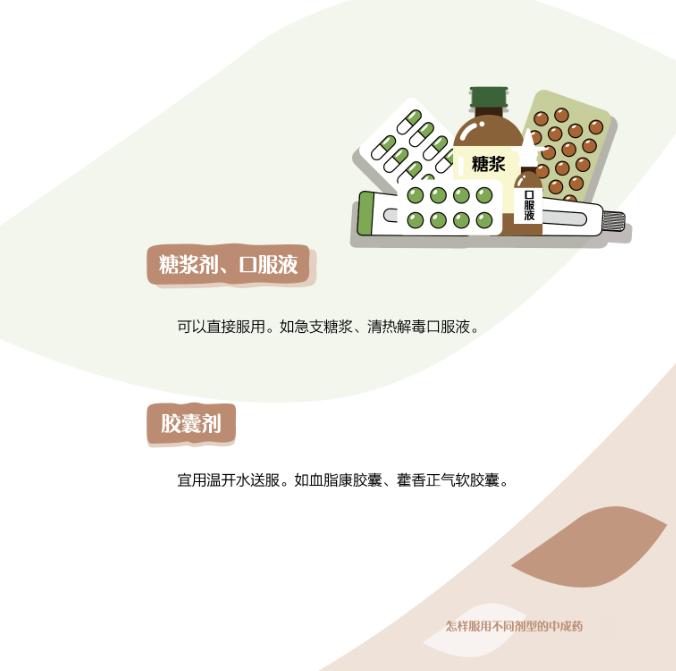 糖浆
口服液
糖浆剂、口服液
可以直接服用。如急支糖浆、清热解毒口服液。
胶囊剂
宜用温开水送服。如血脂康胶囊、藿香正气软胶囊。
怎样服用不同剂型的中成药